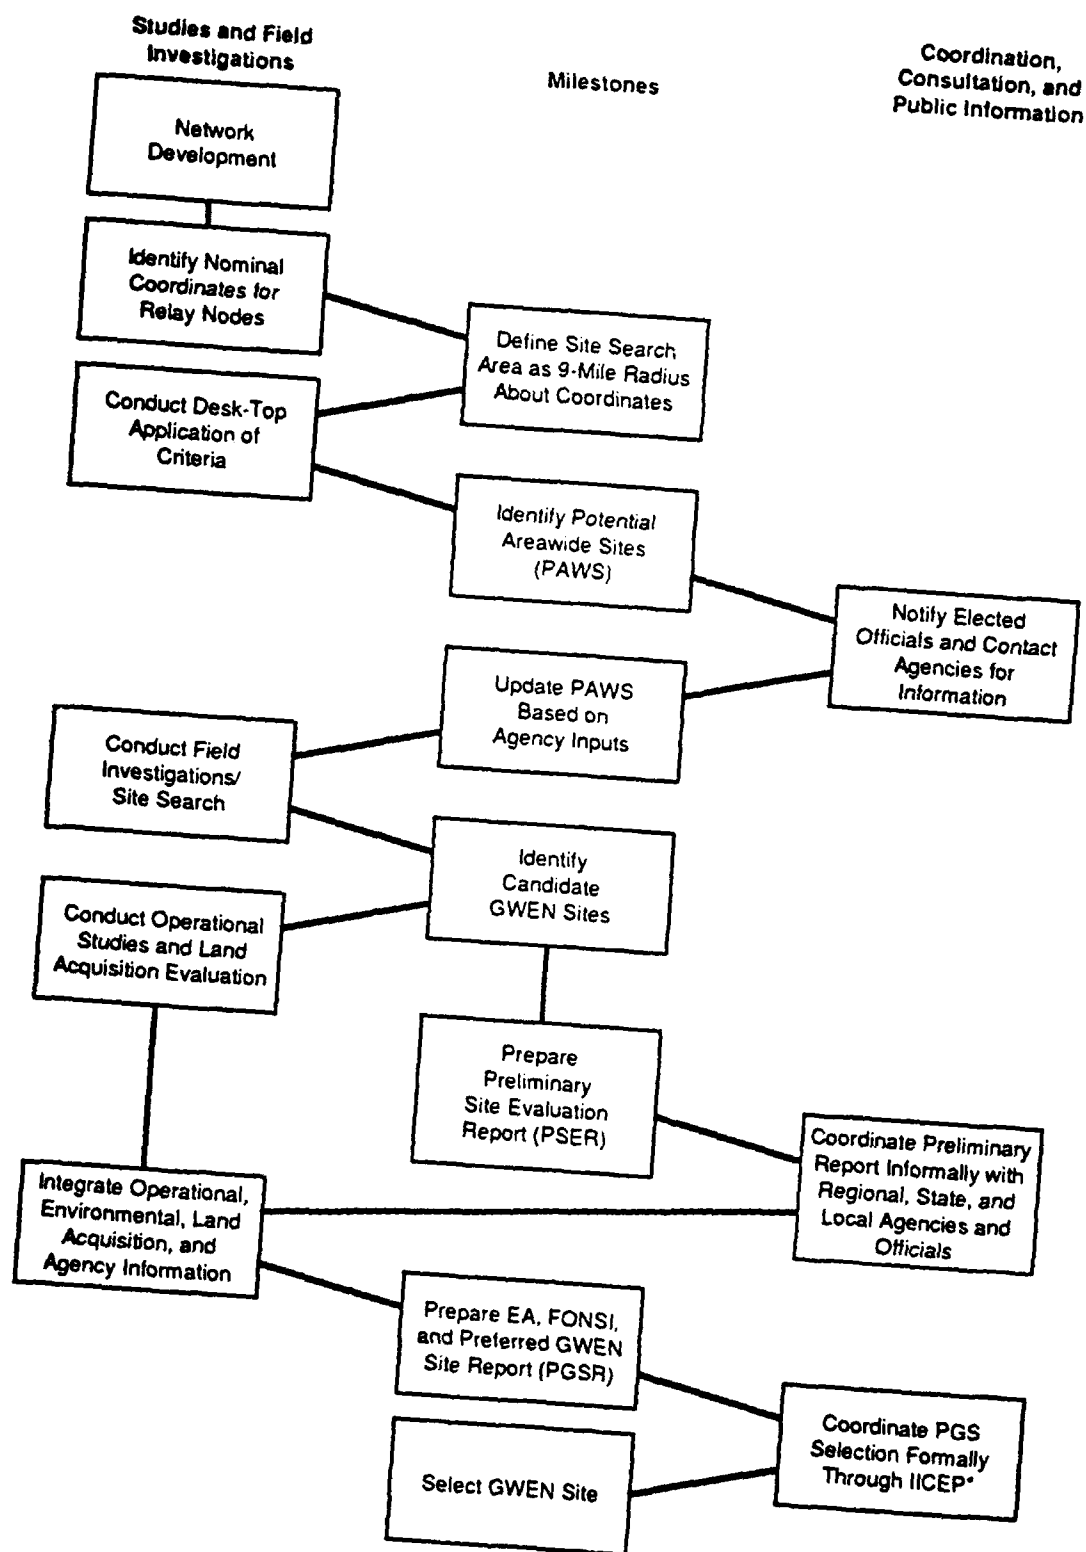 Studies and Field
Investigations
Milestones
Coordination,
Consultation, and
Public Information
Network
Development
Identify Nominal
Coordinates for
Relay Nodes
Define Site Search
Area as 9-Mile Radius
About Coordinates
Conduct Desk-Top
Application of
Criteria
Identify Potential
Areawide Sites
(PAWS)
Notify Elected
Officials and Contact
Agencies for
Information
Update PAWS
Based on
Agency Inputs
Conduct Field
Investigations/
Site Search
Identify
Candidate
GWEN Sites
Conduct Operational
Studies and Land
Acquisition Evaluation
Prepare
Preliminary
Site Evaluation
Report (PSER)
Coordinate Preliminary
Report Informally with
Regional, State, and
Local Agencies and
Officials
Integrate Operational,
Environmental, Land
Acquisition, and
Agency Information
Prepare EA, FONSI,
and Preferred GWEN
Site Report (PGSR)
Coordinate PGS
Selection Formally
Through IICEP*
Select GWEN Site